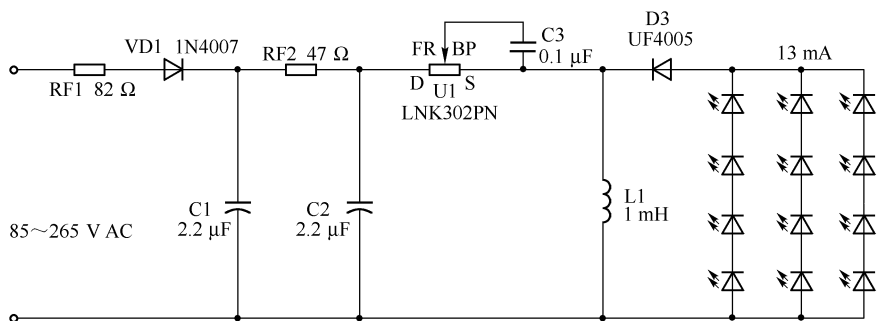 VD1 1N4007
RF1 82 Ω
RF2 47 Ω
FR BP
D S
U1
LNK302PN
C3
0.1 μF
D3
UF4005
13 mA
85～265 V AC
C1
2.2 μF
C2
2.2 μF
L1
1 mH